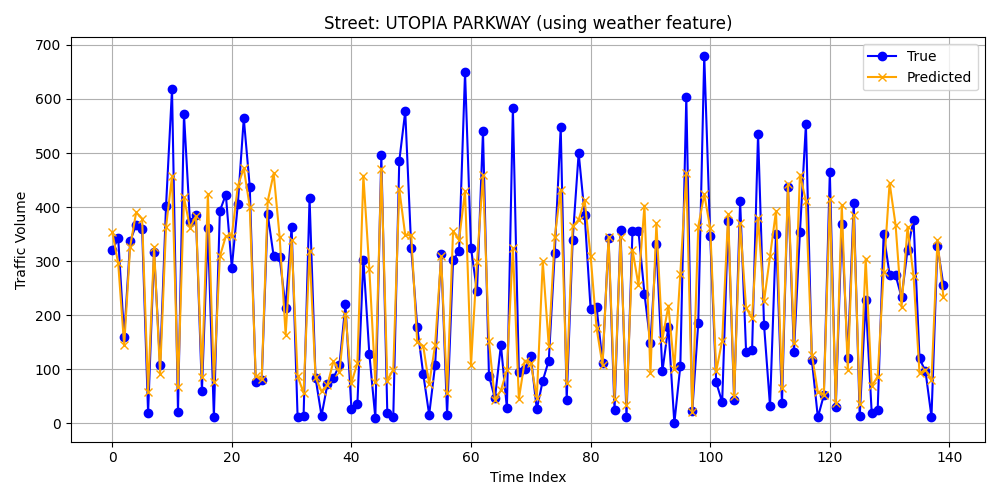 Street: UTOPIA PARKWAY (using weather feature)
True
Predicted
Traffic Volume
700
600
500
400
300
200
100
0
0 20 40 60 80 100 120 140
Time Index